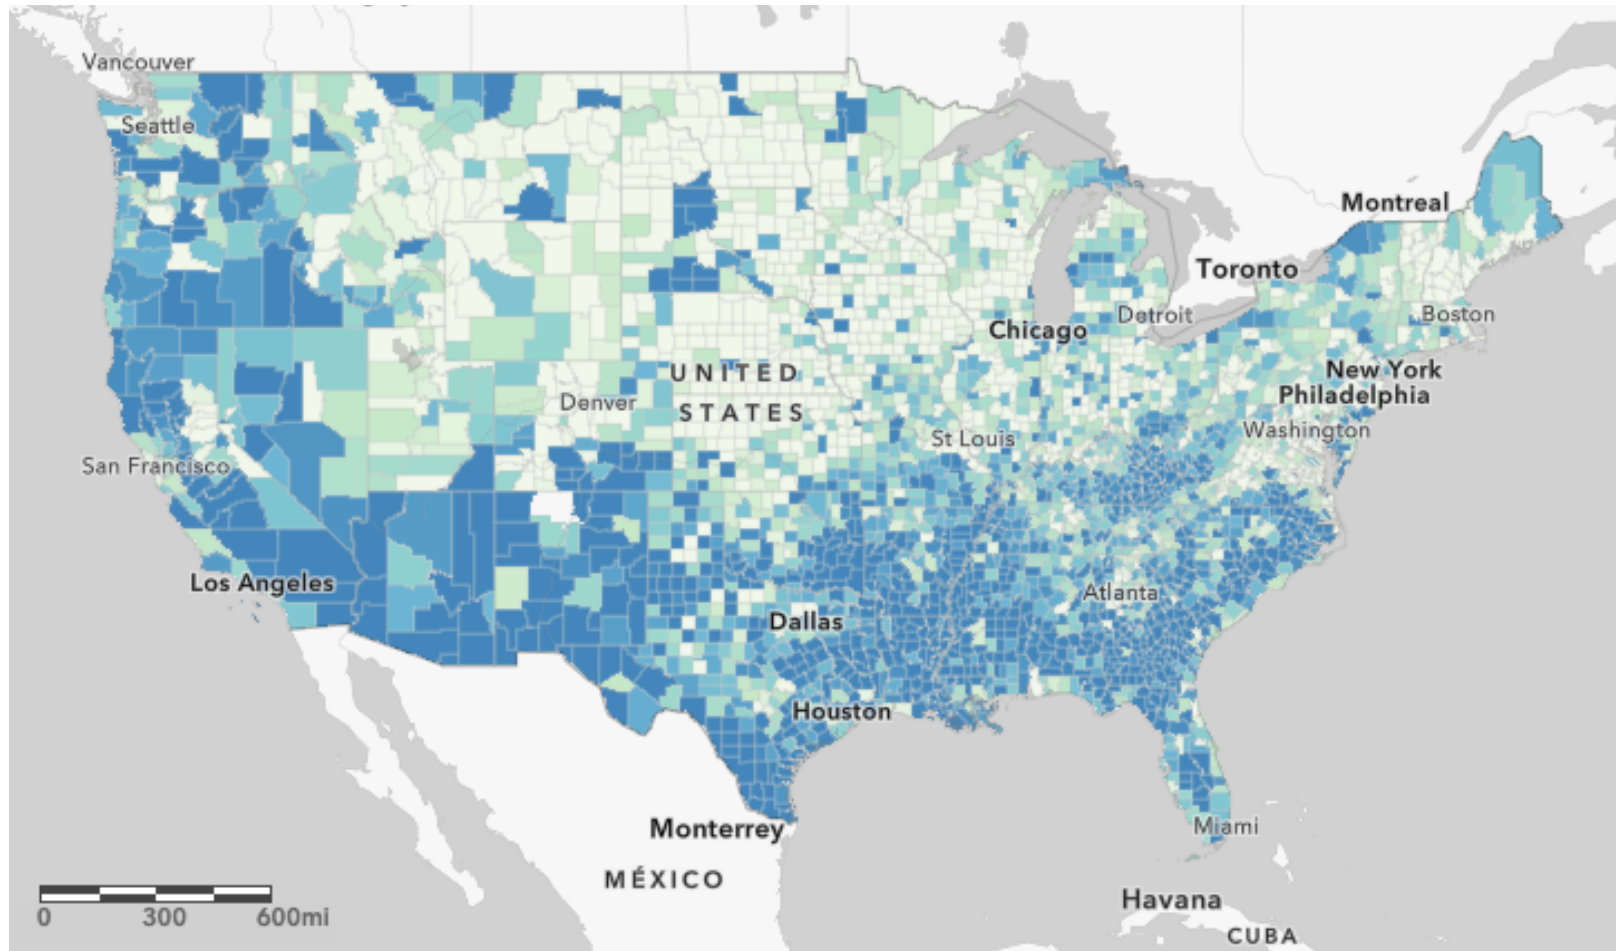 Vancouver
Seattle
Montreal
Toronto
Boston
Detroit
Chicago
New York
Philadelphia
UNITED
STATES
Denver
Washington
St Louis
San Francisco
Los Angeles
Atlanta
Dallas
Houston
Miami
Monterrey
MÉXICO
Havana
CUBA
0 300 600mi